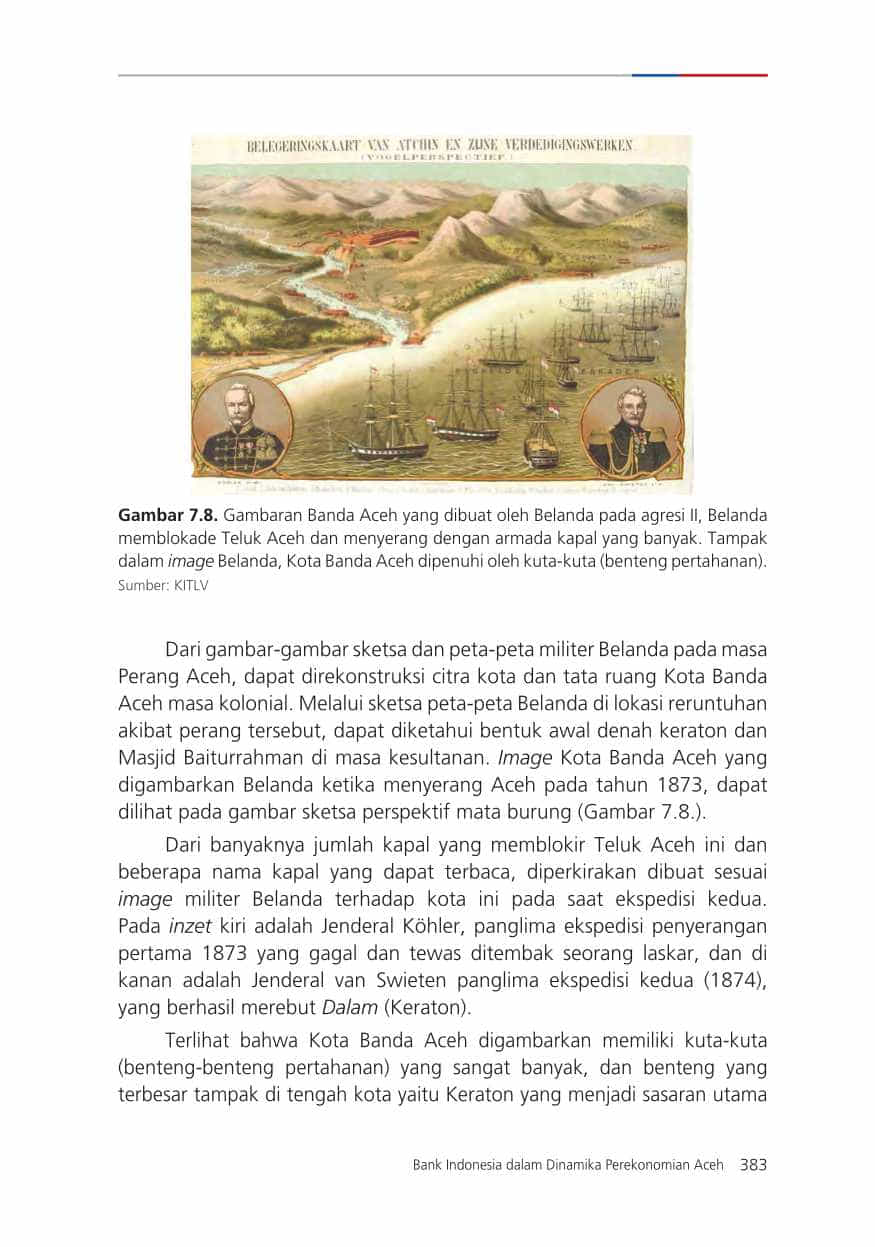 BELEGERINGSKAART VAN ATCHIN EN ZIJNE VERDEDIGINGSWERKEN.
(VOGELPERSPECTIEF.)
Gambar 7.8. Gambaran Banda Aceh yang dibuat oleh Belanda pada agresi II, Belanda
memblokade Teluk Aceh dan menyerang dengan armada kapal yang banyak. Tampak
dalam image Belanda, Kota Banda Aceh dipenuhi oleh kuta-kuta (benteng pertahanan).
Sumber: KITLV
Dari gambar-gambar sketsa dan peta-peta militer Belanda pada masa
Perang Aceh, dapat direkonstruksi citra kota dan tata ruang Kota Banda
Aceh masa kolonial. Melalui sketsa peta-peta Belanda di lokasi reruntuhan
akibat perang tersebut, dapat diketahui bentuk awal denah keraton dan
Masjid Baiturrahman di masa kesultanan. Image Kota Banda Aceh yang
digambarkan Belanda ketika menyerang Aceh pada tahun 1873, dapat
dilihat pada gambar sketsa perspektif mata burung (Gambar 7.8.).
Dari banyaknya jumlah kapal yang memblokir Teluk Aceh ini dan
beberapa nama kapal yang dapat terbaca, diperkirakan dibuat sesuai
image militer Belanda terhadap kota ini pada saat ekspedisi kedua.
Pada inzet kiri adalah Jenderal Köhler, panglima ekspedisi penyerangan
pertama 1873 yang gagal dan tewas ditembak seorang laskar, dan di
kanan adalah Jenderal van Swieten panglima ekspedisi kedua (1874),
yang berhasil merebut Dalam (Keraton).
Terlihat bahwa Kota Banda Aceh digambarkan memiliki kuta-kuta
(benteng-benteng pertahanan) yang sangat banyak, dan benteng yang
terbesar tampak di tengah kota yaitu Keraton yang menjadi sasaran utama
Bank Indonesia dalam Dinamika Perekonomian Aceh 383